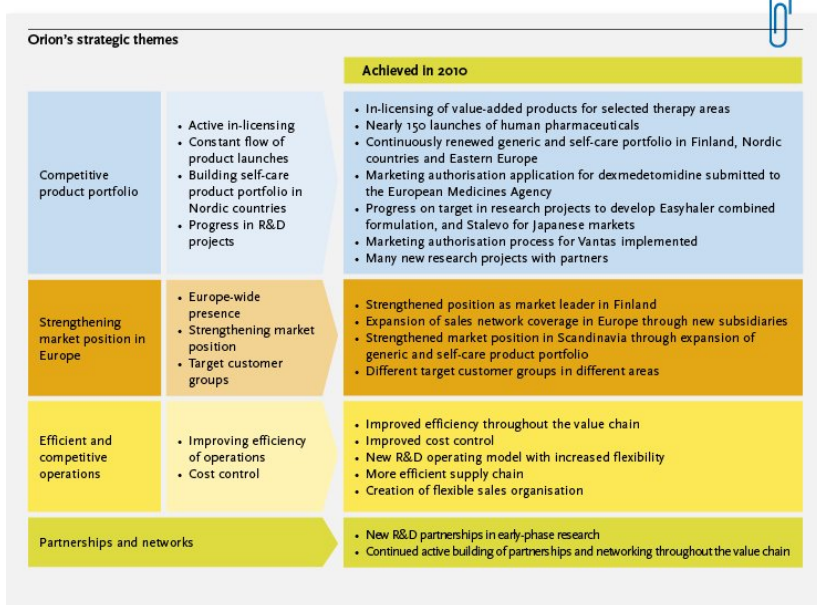 Orion's strategic themes
Achieved in 2010
Competitive
product portfolio
• Active in-licensing
• Constant flow of
product launches
• Building self-care
product portfolio in
Nordic countries
• Progress in R&D
projects
• In-licensing of value-added products for selected therapy areas
• Nearly 150 launches of human pharmaceuticals
• Continuously renewed generic and self-care portfolio in Finland, Nordic
countries and Eastern Europe
• Marketing authorisation application for dexmedetomidine submitted to
the European Medicines Agency
• Progress on target in research projects to develop Easyhaler combined
formulation, and Stalevo for Japanese markets
• Marketing authorisation process for Vantas implemented
• Many new research projects with partners
Strengthening
market position in
Europe
• Europe-wide
presence
• Strengthening market
position
• Target customer
groups
• Strengthened position as market leader in Finland
• Expansion of sales network coverage in Europe through new subsidiaries
• Strengthened market position in Scandinavia through expansion of
generic and self-care product portfolio
• Different target customer groups in different areas
Efficient and
competitive
operations
• Improving efficiency
of operations
• Cost control
• Improved efficiency throughout the value chain
• Improved cost control
• New R&D operating model with increased flexibility
• More efficient supply chain
• Creation of flexible sales organisation
Partnerships and networks
• New R&D partnerships in early-phase research
• Continued active building of partnerships and networking throughout the value chain